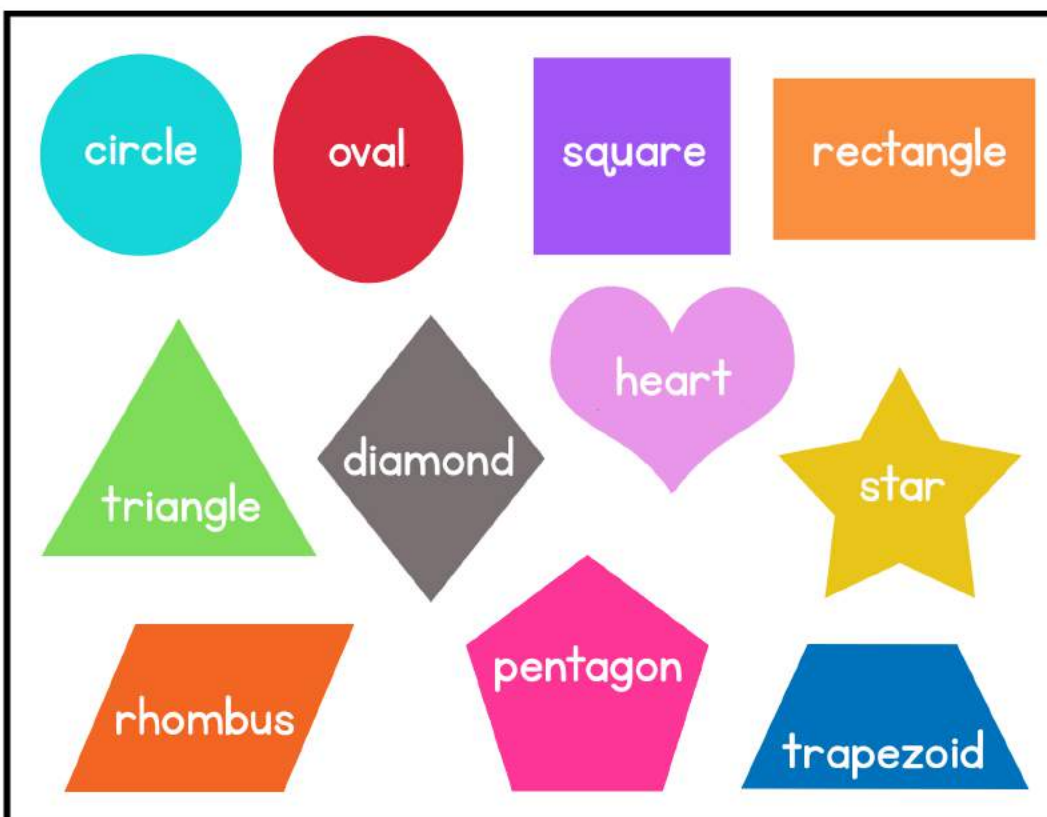 circle
oval
square
rectangle
heart
triangle
diamond
star
rhombus
pentagon
trapezoid